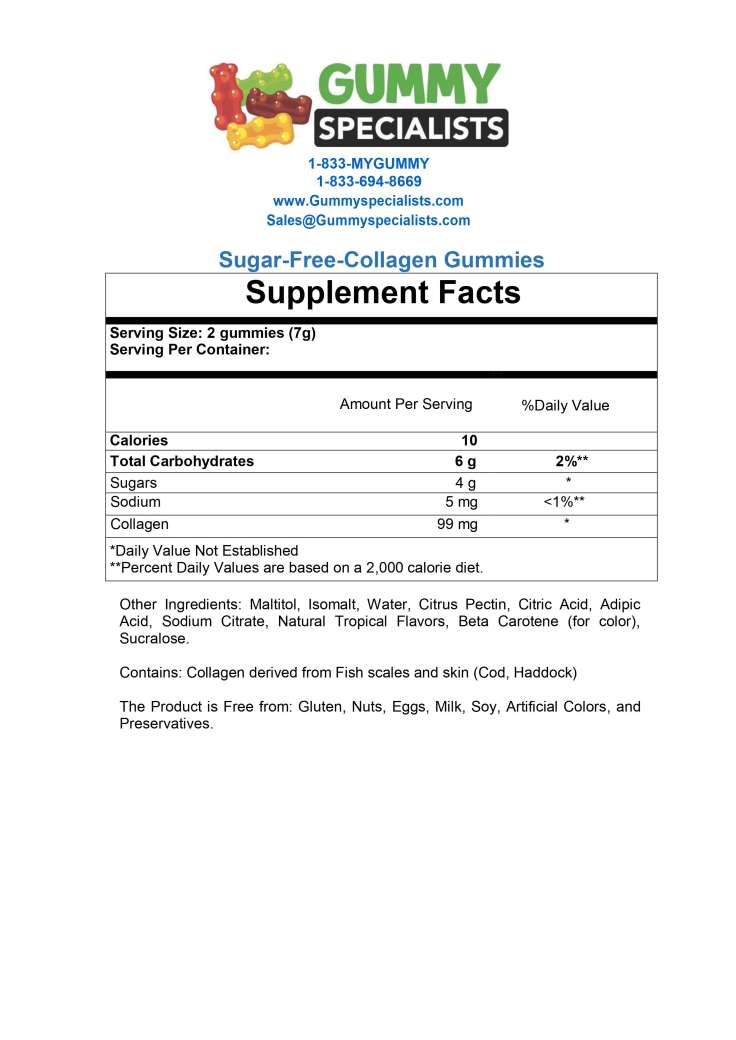 GUMMY
SPECIALISTS
1-833-MYGUMMY
1-833-694-8669
www.Gummyspecialists.com
Sales@Gummyspecialists.com
Sugar-Free-Collagen Gummies
Supplement Facts
Serving Size: 2 gummies (7g)
Serving Per Container:
Amount Per Serving %Daily Value
Calories 10
Total Carbohydrates 6 g 2%**
Sugars 4 g *
Sodium 5 mg <1%**
Collagen 99 mg *
*Daily Value Not Established
**Percent Daily Values are based on a 2,000 calorie diet.
Other Ingredients: Maltitol, Isomalt, Water, Citrus Pectin, Citric Acid, Adipic
Acid, Sodium Citrate, Natural Tropical Flavors, Beta Carotene (for color),
Sucralose.
Contains: Collagen derived from Fish scales and skin (Cod, Haddock)
The Product is Free from: Gluten, Nuts, Eggs, Milk, Soy, Artificial Colors, and
Preservatives.